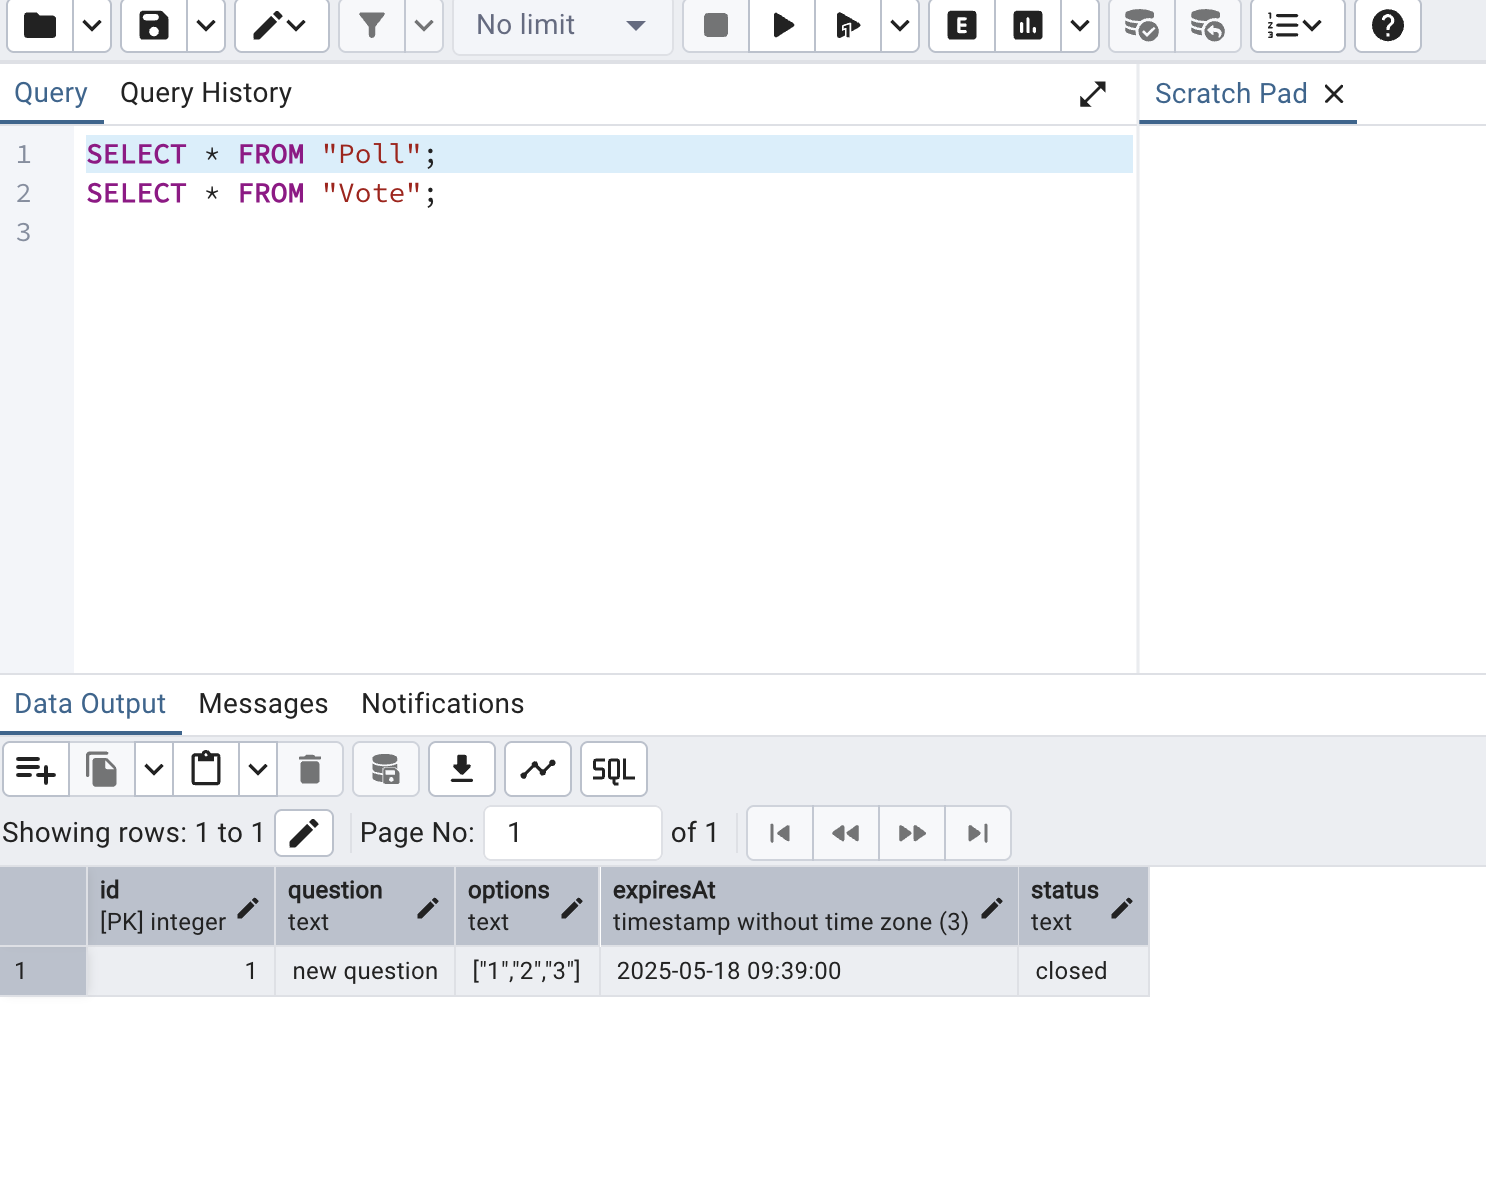 No limit
E
Query
Query History
Scratch Pad
1 SELECT * FROM "Poll";
2 SELECT * FROM "Vote";
3
Data Output
Messages
Notifications
SQL
Showing rows: 1 to 1
Page No: 1 of 1
id question options expiresAt status
[PK] integer text text timestamp without time zone (3) text
1 1 new question ["1","2","3"] 2025-05-18 09:39:00 closed